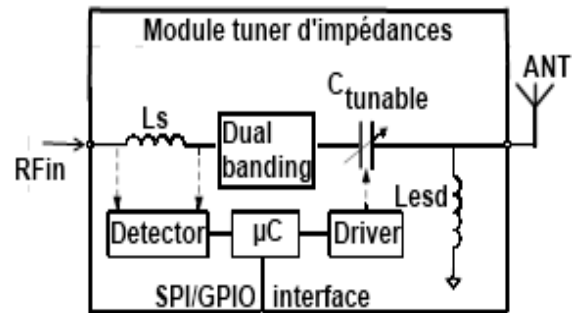 Module tuner d'impédances
ANT
C tunable
Ls
Dual
banding
RFin
Lesd
Detector
µC
Driver
SPI/GPIO interface